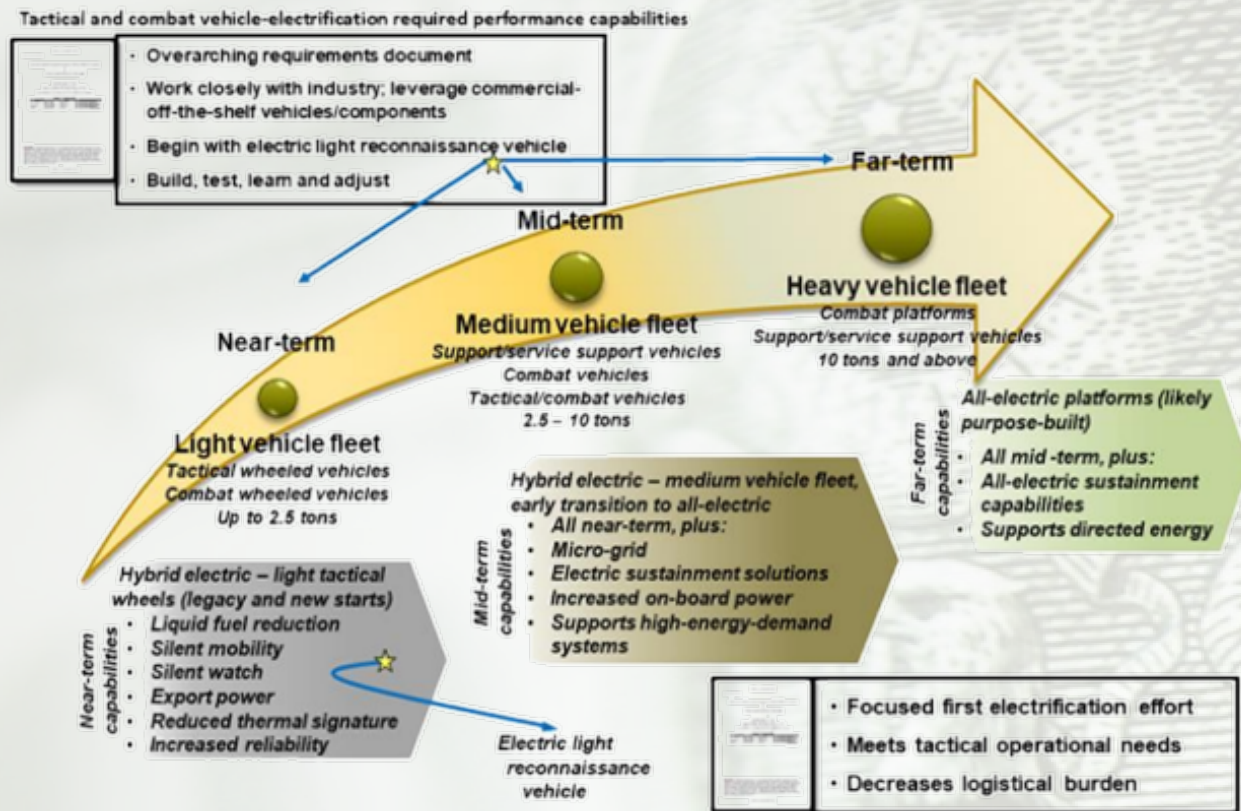 Tactical and combat vehicle-electrification required performance capabilities
• Overarching requirements document
• Work closely with industry; leverage commercial-
off-the-shelf vehicles/components
• Begin with electric light reconnaissance vehicle
• Build, test, learn and adjust
Far-term
Heavy vehicle fleet
Combat platforms
Support/service support vehicles
10 tons and above
Mid-term
Medium vehicle fleet
Support/service support vehicles
Combat vehicles
Tactical/combat vehicles
2.5 – 10 tons
Near-term
Light vehicle fleet
Tactical wheeled vehicles
Combat wheeled vehicles
Up to 2.5 tons
Far-term
capabilities
All-electric platforms (likely
purpose-built)
• All mid -term, plus:
• All-electric sustainment
capabilities
• Supports directed energy
Mid-term
capabilities
Hybrid electric – medium vehicle fleet,
early transition to all-electric
• All near-term, plus:
• Micro-grid
• Electric sustainment solutions
• Increased on-board power
• Supports high-energy-demand
systems
Near-term
capabilities
Hybrid electric – light tactical
wheels (legacy and new starts)
• Liquid fuel reduction
• Silent mobility
• Silent watch
• Export power
• Reduced thermal signature
• Increased reliability
Electric light
reconnaissance
vehicle
• Focused first electrification effort
• Meets tactical operational needs
• Decreases logistical burden